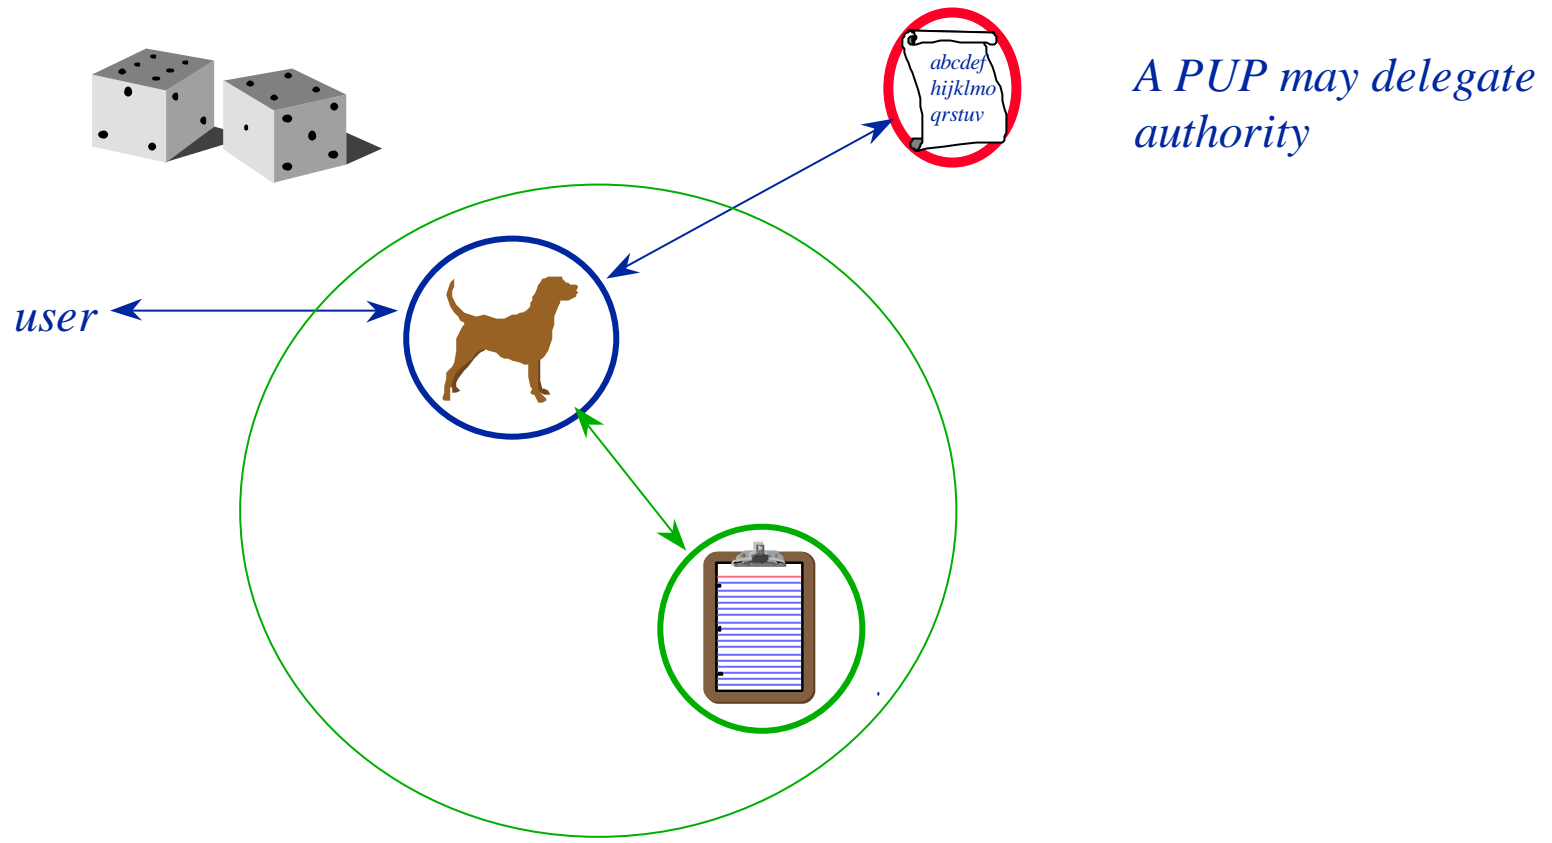 abcdef
hijklmo
qrstuv
A PUP may delegate
authority
user